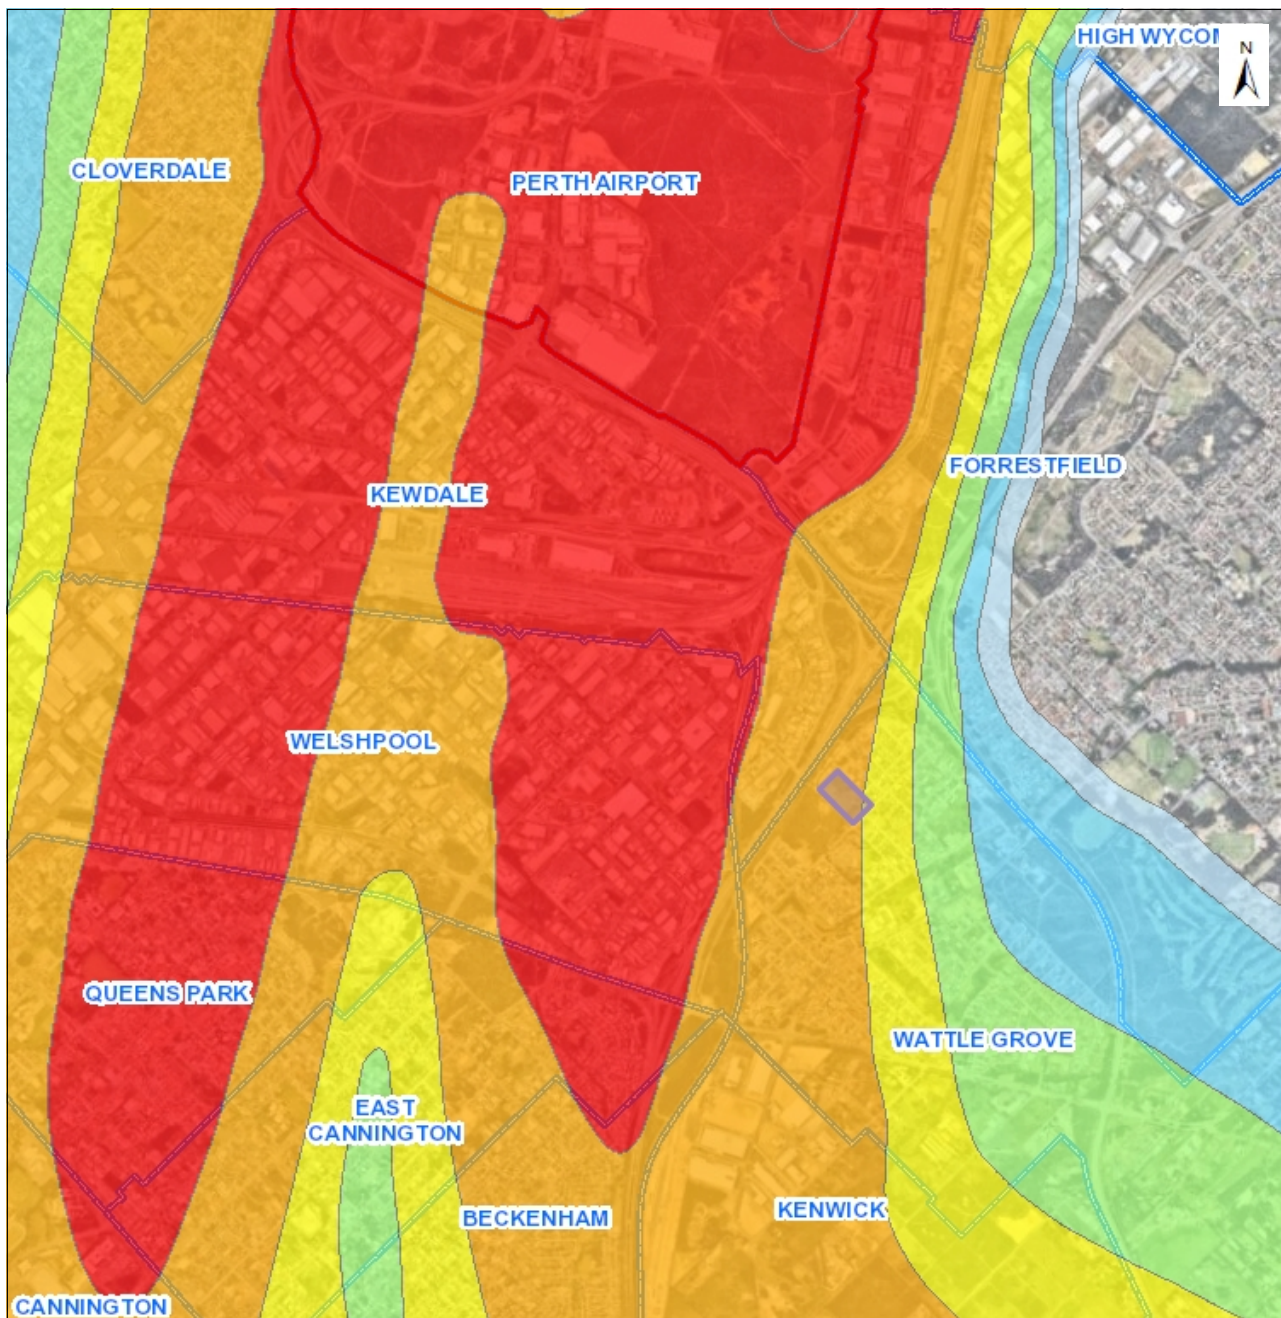 HIGH WYCOM
N
CLOVERDALE
PERTH AIRPORT
FORRESTFIELD
KEWDALE
WELSHPOOL
QUEENS PARK
WATTLE GROVE
EAST
CANNINGTON
KENWICK
BECKENHAM
CANNINGTON